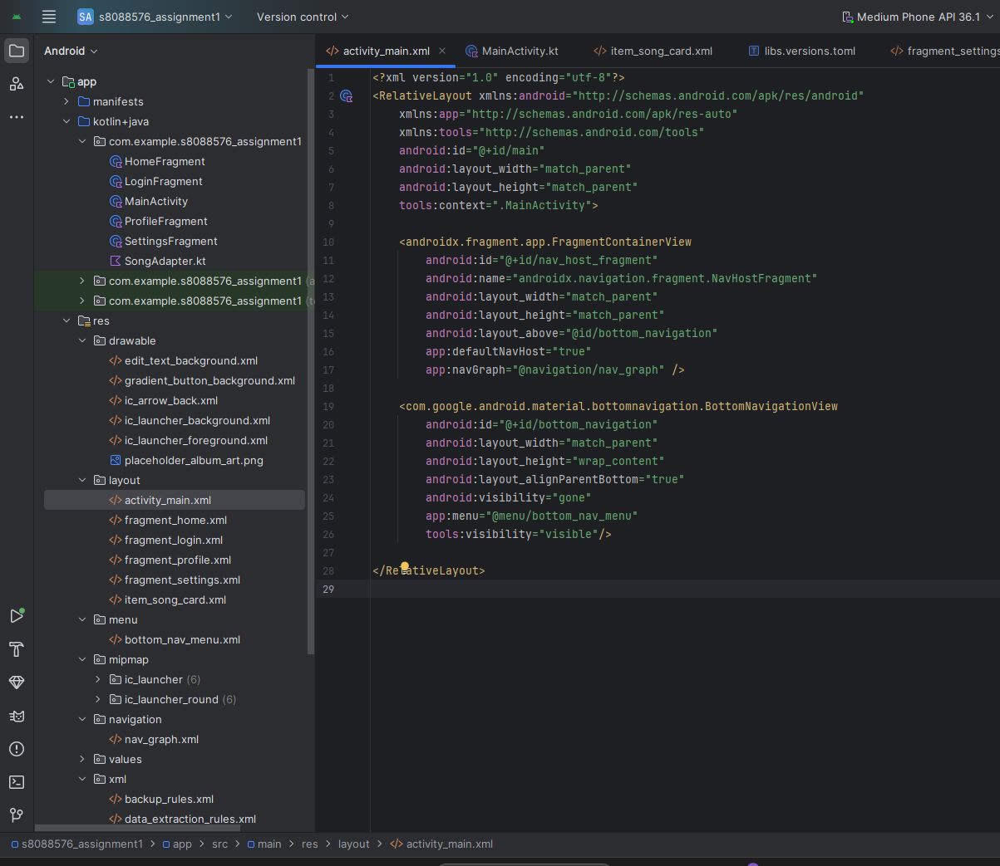 SA s8088576_assignment1 Version control Medium Phone API 36.1
Android
activity_main.xml MainActivity.kt item_song_card.xml libs.versions.toml fragment_settings
app
manifests
kotlin+java
com.example.s8088576_assignment1
HomeFragment
LoginFragment
MainActivity
ProfileFragment
SettingsFragment
SongAdapter.kt
com.example.s8088576_assignment1 (a
com.example.s8088576_assignment1 (t
res
drawable
edit_text_background.xml
gradient_button_background.xml
ic_arrow_back.xml
ic_launcher_background.xml
ic_launcher_foreground.xml
placeholder_album_art.png
layout
activity_main.xml
fragment_home.xml
fragment_login.xml
fragment_profile.xml
fragment_settings.xml
item_song_card.xml
menu
bottom_nav_menu.xml
mipmap
ic_launcher (6)
ic_launcher_round (6)
navigation
nav_graph.xml
values
xml
backup_rules.xml
data_extraction_rules.xml
1 <?xml version="1.0" encoding="utf-8"?>
2 <RelativeLayout xmlns:android="http://schemas.android.com/apk/res/android"
3 xmlns:app="http://schemas.android.com/apk/res-auto"
4 xmlns:tools="http://schemas.android.com/tools"
5 android:id="@+id/main"
6 android:layout_width="match_parent"
7 android:layout_height="match_parent"
8 tools:context=".MainActivity">
9
10 <androidx.fragment.app.FragmentContainerView
11 android:id="@+id/nav_host_fragment"
12 android:name="androidx.navigation.fragment.NavHostFragment"
13 android:layout_width="match_parent"
14 android:layout_height="match_parent"
15 android:layout_above="@id/bottom_navigation"
16 app:defaultNavHost="true"
17 app:navGraph="@navigation/nav_graph" />
18
19 <com.google.android.material.bottomnavigation.BottomNavigationView
20 android:id="@+id/bottom_navigation"
21 android:layout_width="match_parent"
22 android:layout_height="wrap_content"
23 android:layout_alignParentBottom="true"
24 android:visibility="gone"
25 app:menu="@menu/bottom_nav_menu"
26 tools:visibility="visible"/>
27
28 </RelativeLayout>
29
s8088576_assignment1 > app > src > main > res > layout > activity_main.xml